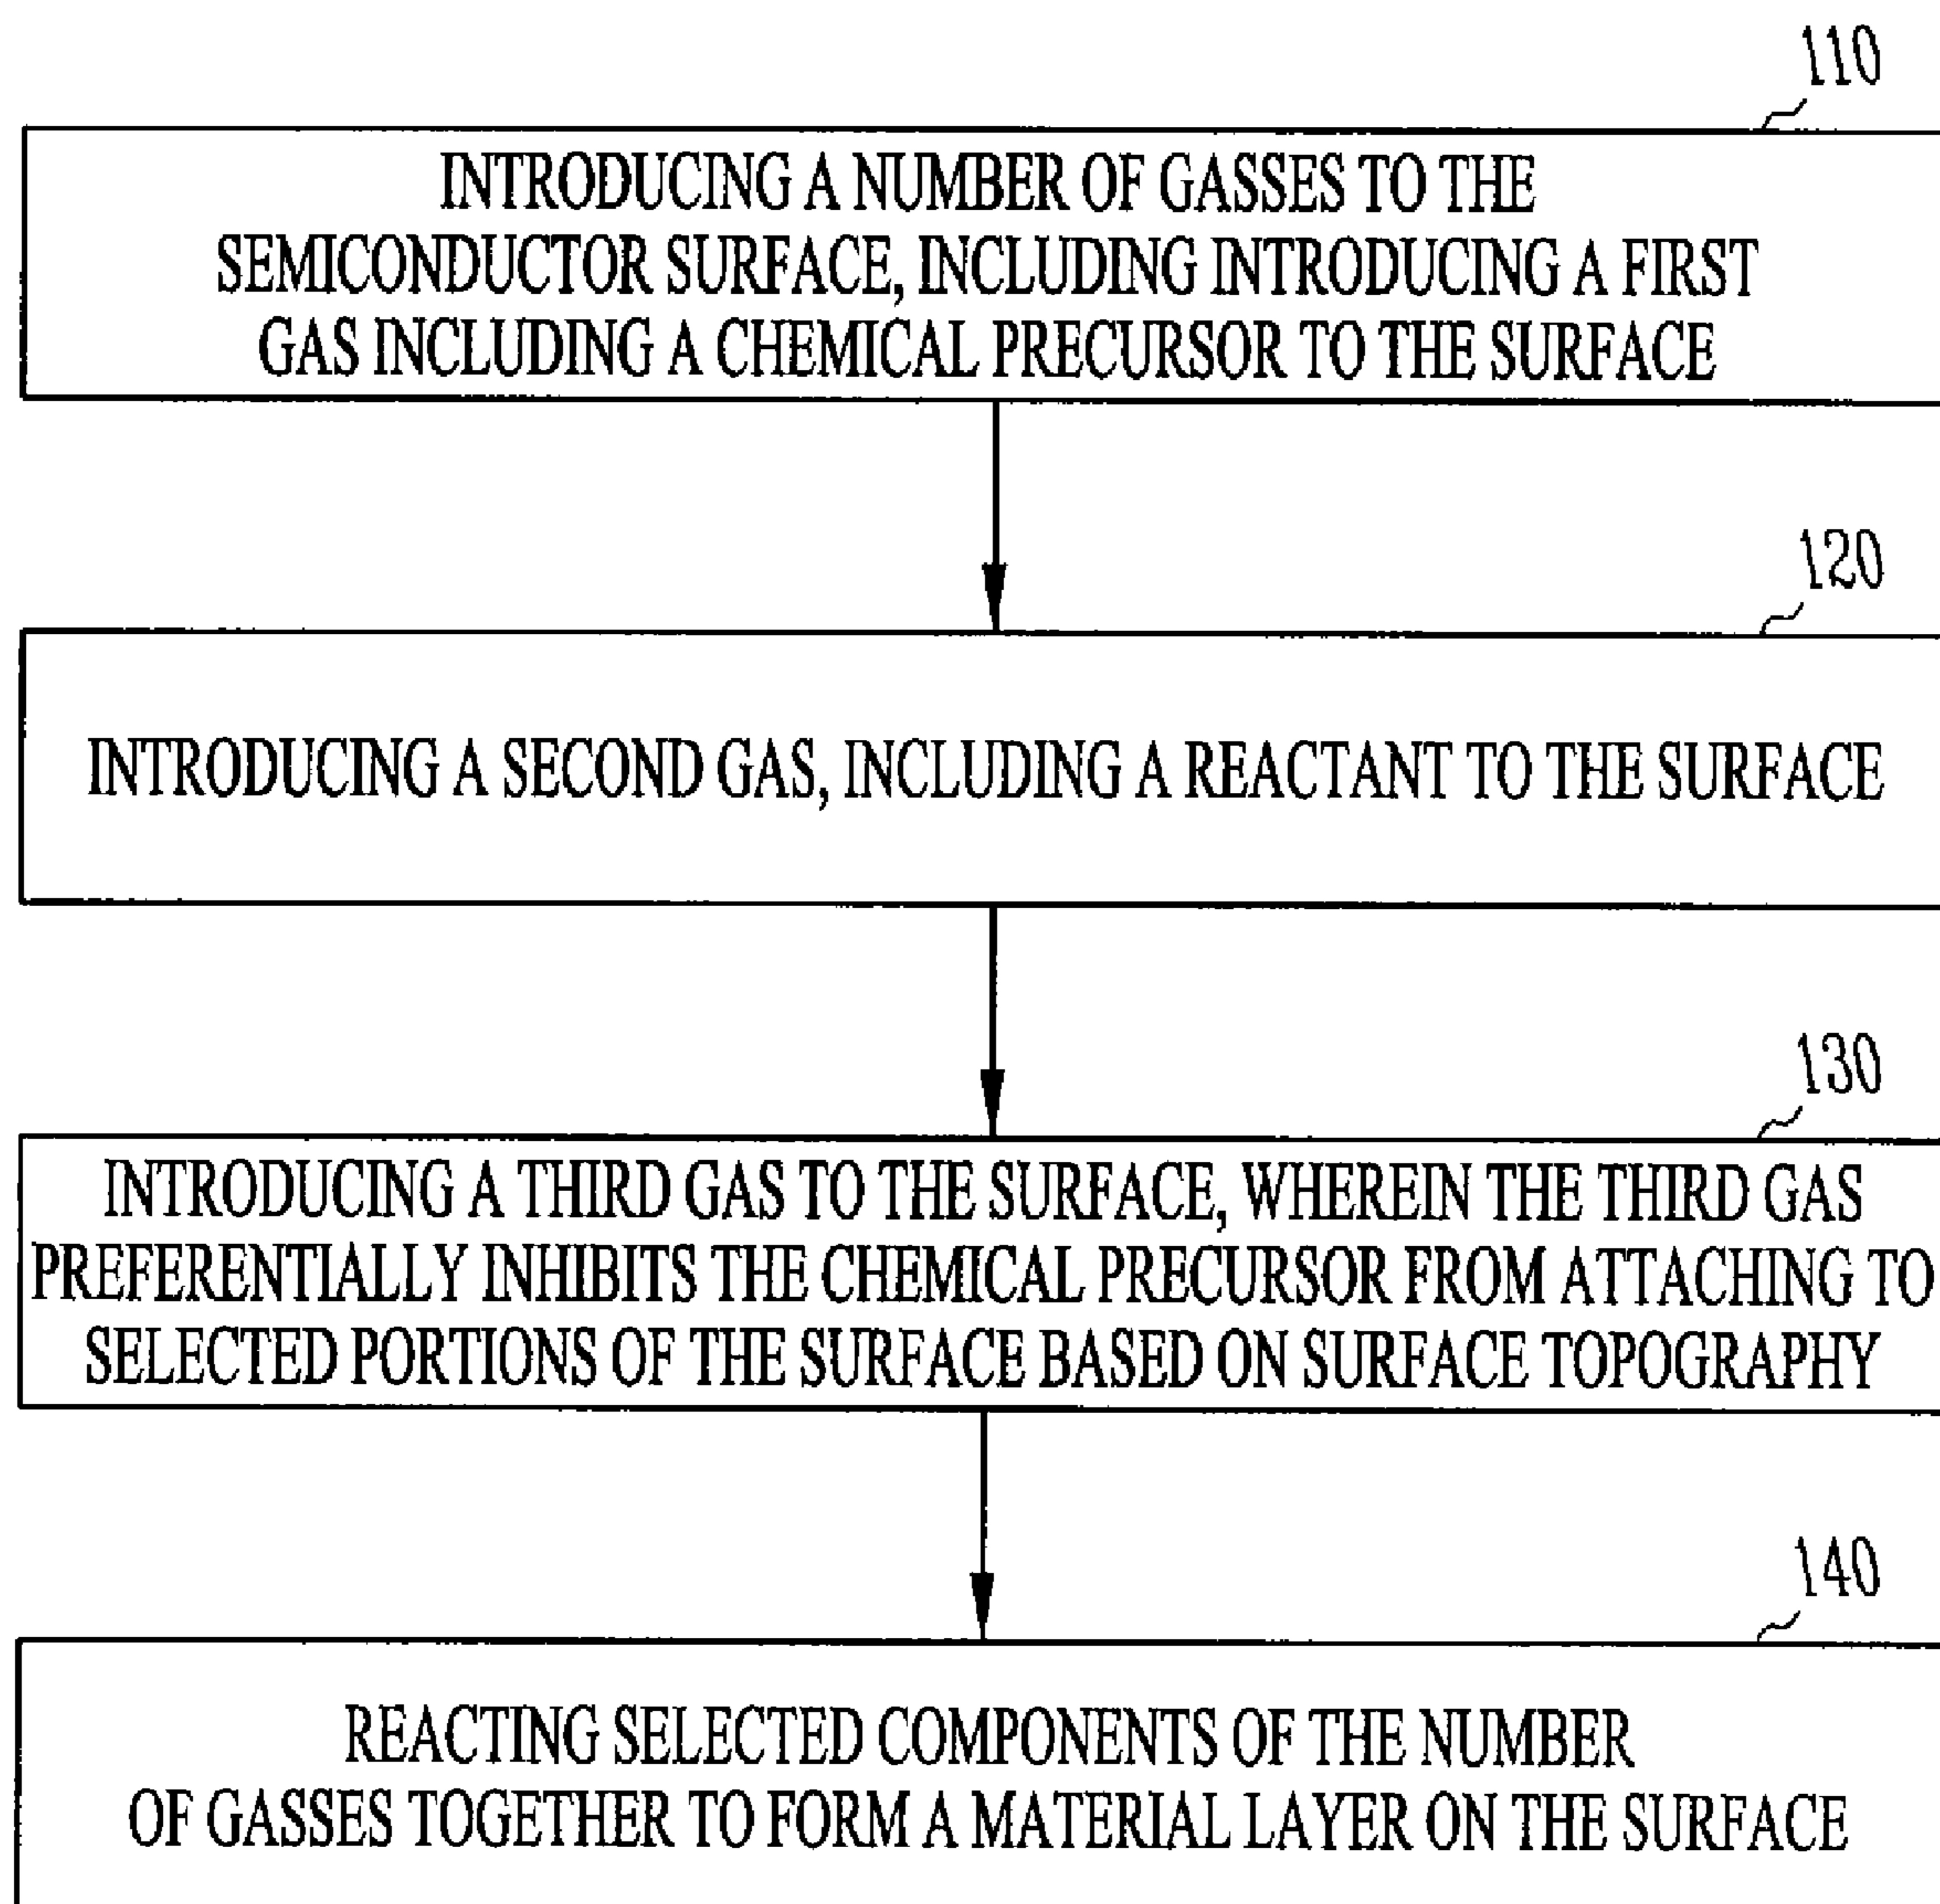 110
INTRODUCING A NUMBER OF GASSES TO THE
SEMICONDUCTOR SURFACE, INCLUDING INTRODUCING A FIRST
GAS INCLUDING A CHEMICAL PRECURSOR TO THE SURFACE
120
INTRODUCING A SECOND GAS, INCLUDING A REACTANT TO THE SURFACE
130
INTRODUCING A THIRD GAS TO THE SURFACE, WHEREIN THE THIRD GAS
PREFERENTIALLY INHIBITS THE CHEMICAL PRECURSOR FROM ATTACHING TO
SELECTED PORTIONS OF THE SURFACE BASED ON SURFACE TOPOGRAPHY
140
REACTING SELECTED COMPONENTS OF THE NUMBER
OF GASSES TOGETHER TO FORM A MATERIAL LAYER ON THE SURFACE